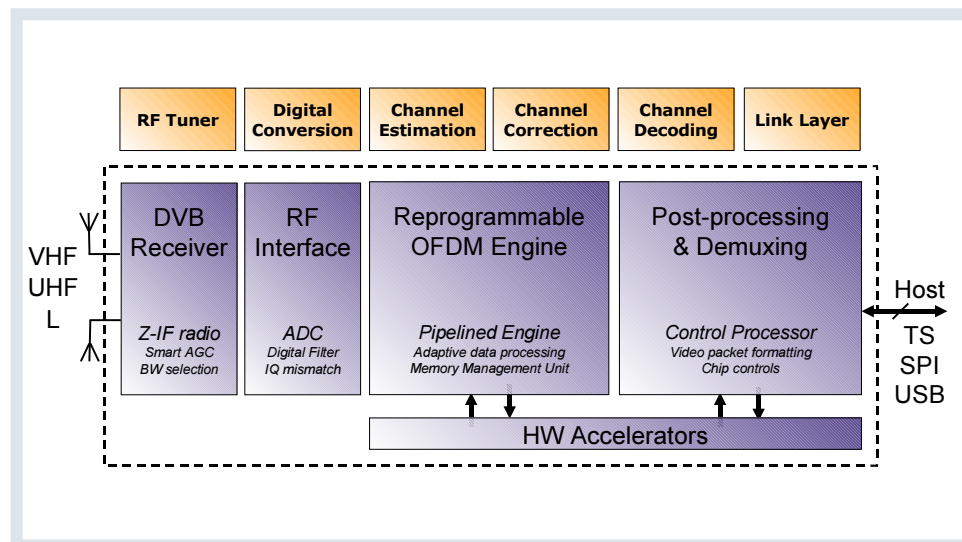 RF Tuner
Digital
Conversion
Channel
Estimation
Channel
Correction
Channel
Decoding
Link Layer
VHF
UHF
L
DVB
Receiver
Z-IF radio
Smart AGC
BW selection
RF
Interface
ADC
Digital Filter
IQ mismatch
Reprogrammable
OFDM Engine
Pipelined Engine
Adaptive data processing
Memory Management Unit
Post-processing
& Demuxing
Control Processor
Video packet formatting
Chip controls
HW Accelerators
Host
TS
SPI
USB